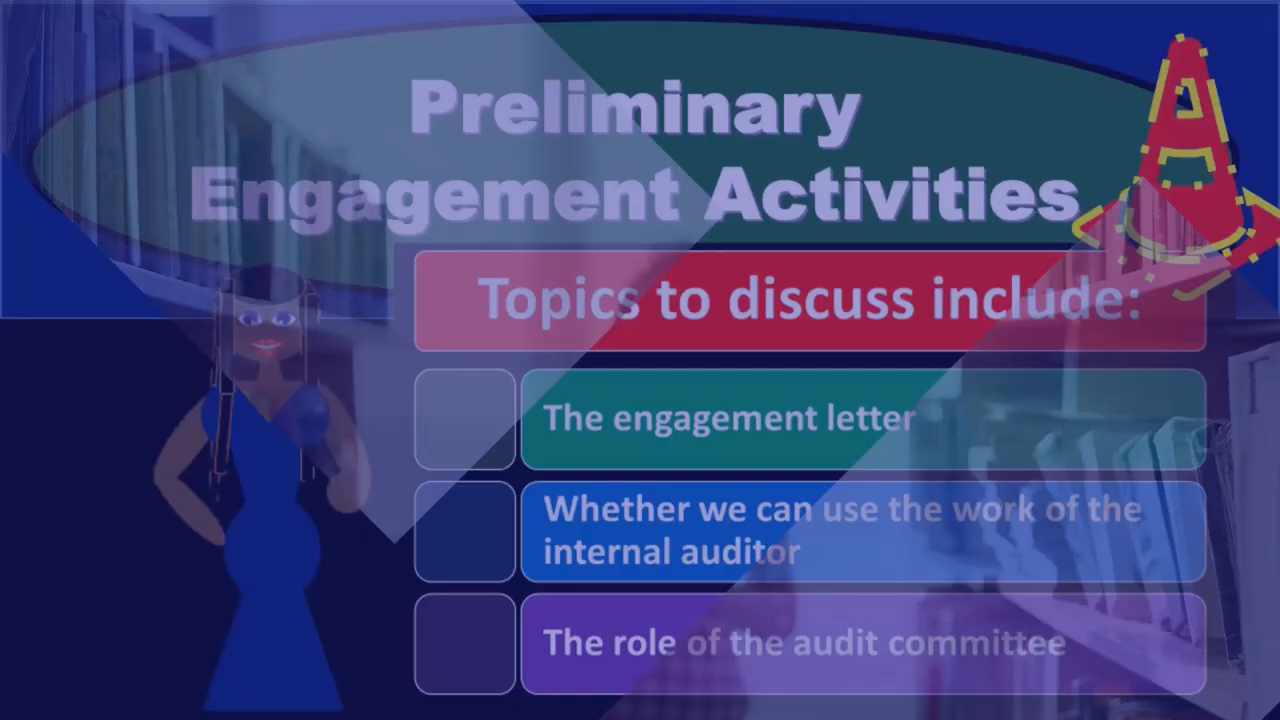 Preliminary
Engagement Activities
Topics to discuss include:
The engagement letter
Whether we can use the work of the
internal auditor
The role of the audit committee